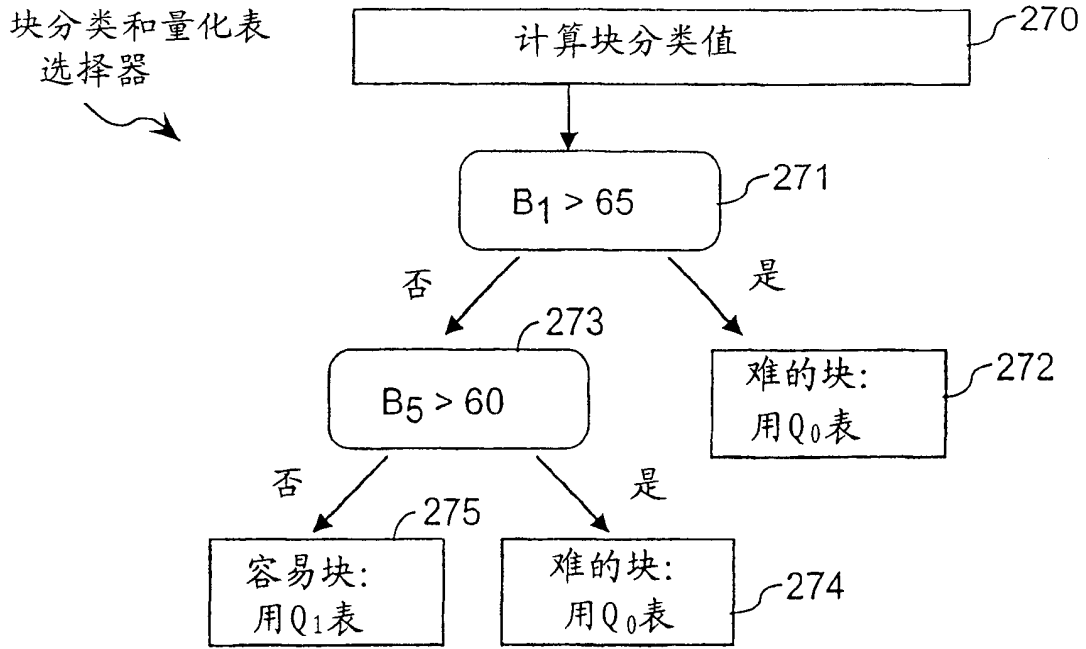 块分类和量化表
选择器
计算块分类值
270
B₁ > 65
271
否
是
273
B₅ > 60
难的块:
用Q₀表
272
否
是
275
容易块:
用Q₁表
难的块:
用Q₀表
274